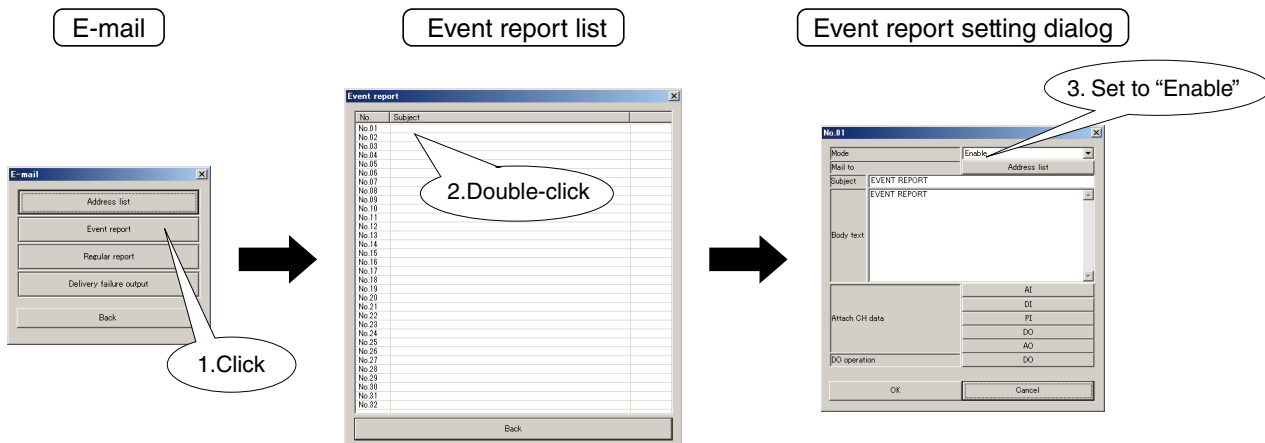 E-mail
Event report list
Event report setting dialog
E-mail
Address list
Event report
Regular report
Delivery failure output
Back
1.Click
Event report
No. Subject
No.01
No.02
No.03
No.04
No.05
No.06
No.07
No.08
No.09
No.10
No.11
No.12
No.13
No.14
No.15
No.16
No.17
No.18
No.19
No.20
No.21
No.22
No.23
No.24
No.25
No.26
No.27
No.28
No.29
No.30
No.31
No.32
Back
2.Double-click
3. Set to “Enable”
No.01
Mode Enable
Mail to Address list
Subject EVENT REPORT
Body text EVENT REPORT
Attach CH data AI
DI
PI
DO
AO
DO operation DO
OK Cancel